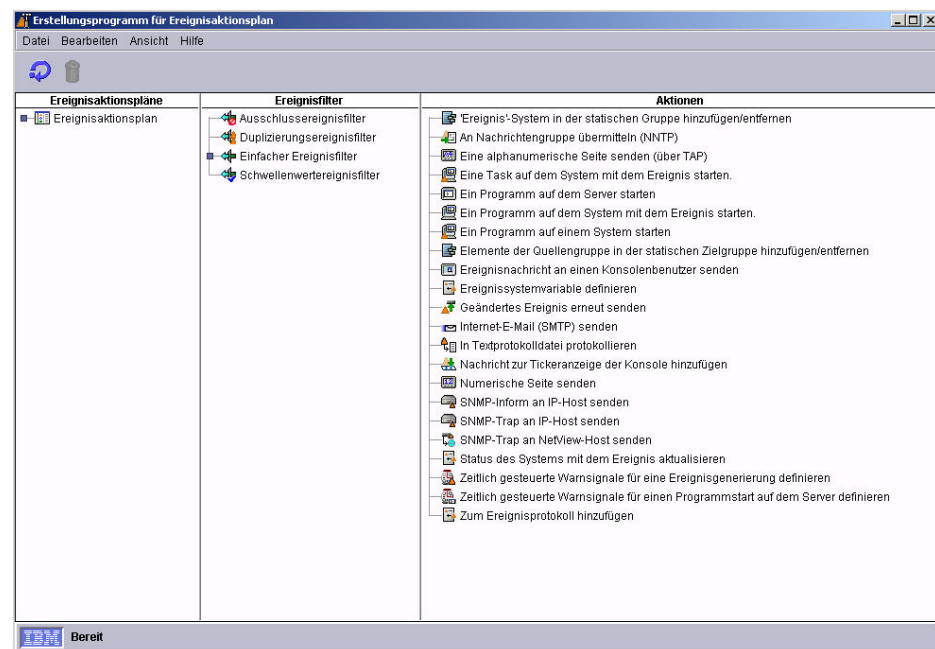 Erstellungsprogramm für Ereignisaktionsplan
Datei Bearbeiten Ansicht Hilfe
Ereignisaktionspläne
Ereignisaktionsplan
Ereignisfilter
Ausschlussereignisfilter
Duplizierungsereignisfilter
Einfacher Ereignisfilter
Schwellenwertereignisfilter
Aktionen
'Ereignis'-System in der statischen Gruppe hinzufügen/entfernen
An Nachrichtengruppe übermitteln (NNTP)
Eine alphanumerische Seite senden (über TAP)
Eine Task auf dem System mit dem Ereignis starten.
Ein Programm auf dem Server starten
Ein Programm auf dem System mit dem Ereignis starten.
Ein Programm auf einem System starten
Elemente der Quellengruppe in der statischen Zielgruppe hinzufügen/entfernen
Ereignisnachricht an einen Konsolenbenutzer senden
Ereignissystemvariable definieren
Geändertes Ereignis erneut senden
Internet-E-Mail (SMTP) senden
In Textprotokolldatei protokollieren
Nachricht zur Tickeranzeige der Konsole hinzufügen
Numerische Seite senden
SNMP-Inform an IP-Host senden
SNMP-Trap an IP-Host senden
SNMP-Trap an NetView-Host senden
Status des Systems mit dem Ereignis aktualisieren
Zeitlich gesteuerte Warnsignale für eine Ereignisgenerierung definieren
Zeitlich gesteuerte Warnsignale für einen Programmstart auf dem Server definieren
Zum Ereignisprotokoll hinzufügen
IBM Bereit